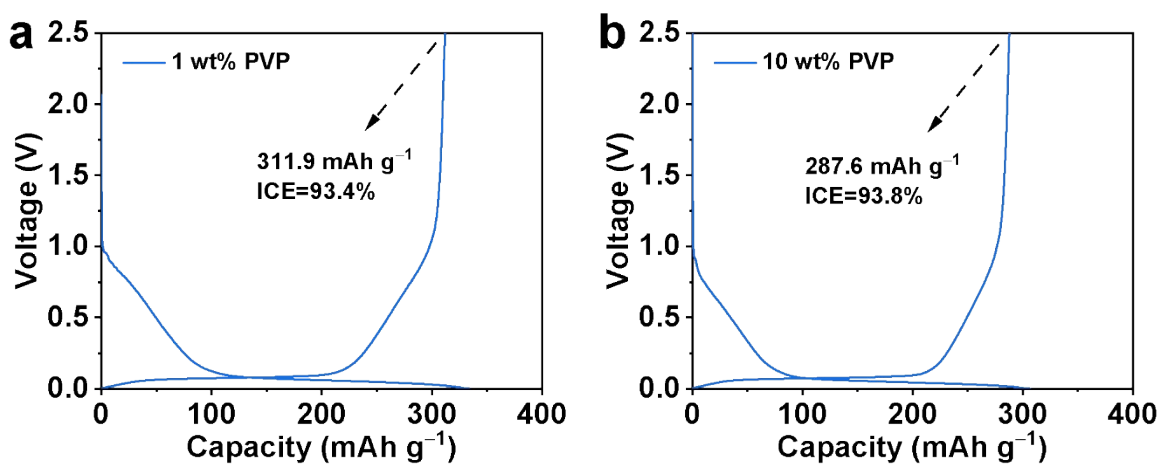 a
2.5
2.0
1.5
1.0
0.5
0.0
Voltage (V)
1 wt% PVP
311.9 mAh g⁻¹
ICE=93.4%
0 100 200 300 400
Capacity (mAh g⁻¹)
b
2.5
2.0
1.5
1.0
0.5
0.0
Voltage (V)
10 wt% PVP
287.6 mAh g⁻¹
ICE=93.8%
0 100 200 300 400
Capacity (mAh g⁻¹)